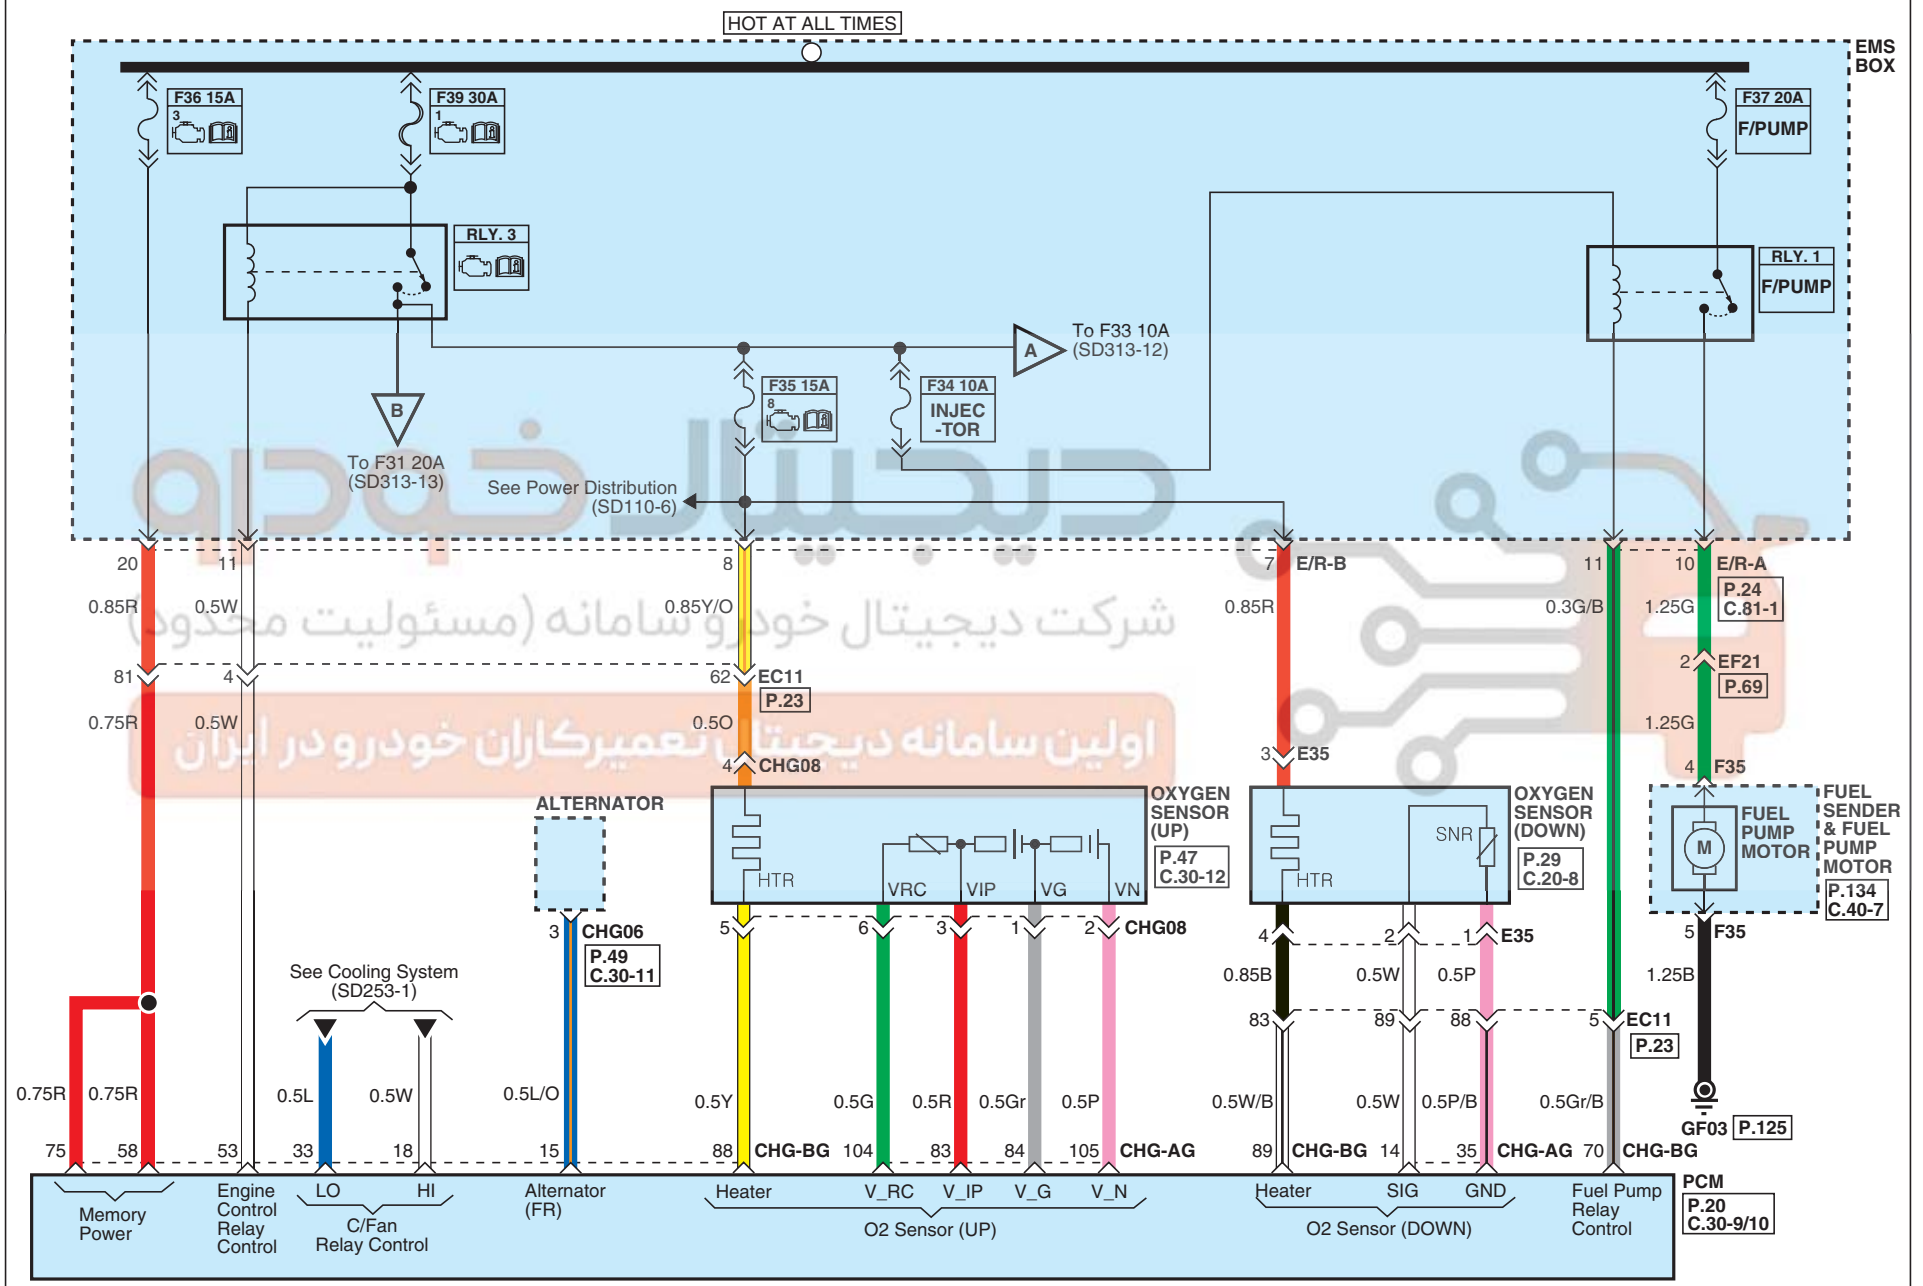 HOT AT ALL TIMES
EMS
BOX
F36 15A
3
F39 30A
1
F37 20A
F/PUMP
RLY. 3
RLY. 1
F/PUMP
A
To F33 10A
(SD313-12)
B
To F31 20A
(SD313-13)
F35 15A
8
F34 10A
INJEC
-TOR
See Power Distribution
(SD110-6)
دیجیتال خودرو
شرکت دیجیتال خودرو سامانه (مسئولیت محدود)
اولین سامانه دیجیتال تعمیرکاران خودرو در ایران
20
11
8
7
E/R-B
11
10
E/R-A
P.24
C.81-1
0.85R
0.5W
0.85Y/O
0.85R
0.3G/B
1.25G
2
EF21
P.69
81
4
62
EC11
P.23
0.75R
0.5W
0.5O
1.25G
4
CHG08
3
E35
4
F35
ALTERNATOR
OXYGEN
SENSOR
(UP)
P.47
C.30-12
HTR
VRC
VIP
VG
VN
OXYGEN
SENSOR
(DOWN)
P.29
C.20-8
SNR
HTR
FUEL
PUMP
MOTOR
M
FUEL
SENDER
& FUEL
PUMP
MOTOR
P.134
C.40-7
3
CHG06
P.49
C.30-11
5
6
3
1
2
CHG08
4
2
1
E35
5
F35
See Cooling System
(SD253-1)
0.85B
0.5W
0.5P
1.25B
83
89
88
5
EC11
P.23
0.75R
0.75R
0.5L
0.5W
0.5L/O
0.5Y
0.5G
0.5R
0.5Gr
0.5P
0.5W/B
0.5W
0.5P/B
0.5Gr/B
GF03
P.125
75
58
53
33
18
15
88
CHG-BG
104
83
84
105
CHG-AG
89
CHG-BG
14
35
CHG-AG
70
CHG-BG
PCM
P.20
C.30-9/10
Memory
Power
Engine
Control
Relay
Control
LO
HI
C/Fan
Relay Control
Alternator
(FR)
Heater
V_RC
V_IP
V_G
V_N
O2 Sensor (UP)
Heater
SIG
GND
O2 Sensor (DOWN)
Fuel Pump
Relay
Control